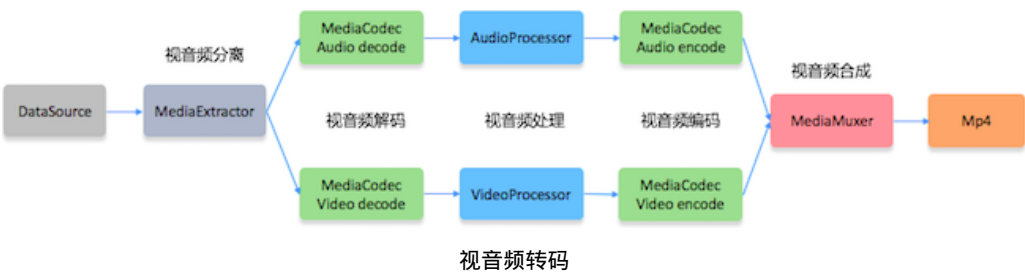 MediaCodec
Audio decode
AudioProcessor
MediaCodec
Audio encode
视音频分离
视音频合成
DataSource
MediaExtractor
视音频解码
视音频处理
视音频编码
MediaMuxer
Mp4
MediaCodec
Video decode
VideoProcessor
MediaCodec
Video encode
视音频转码